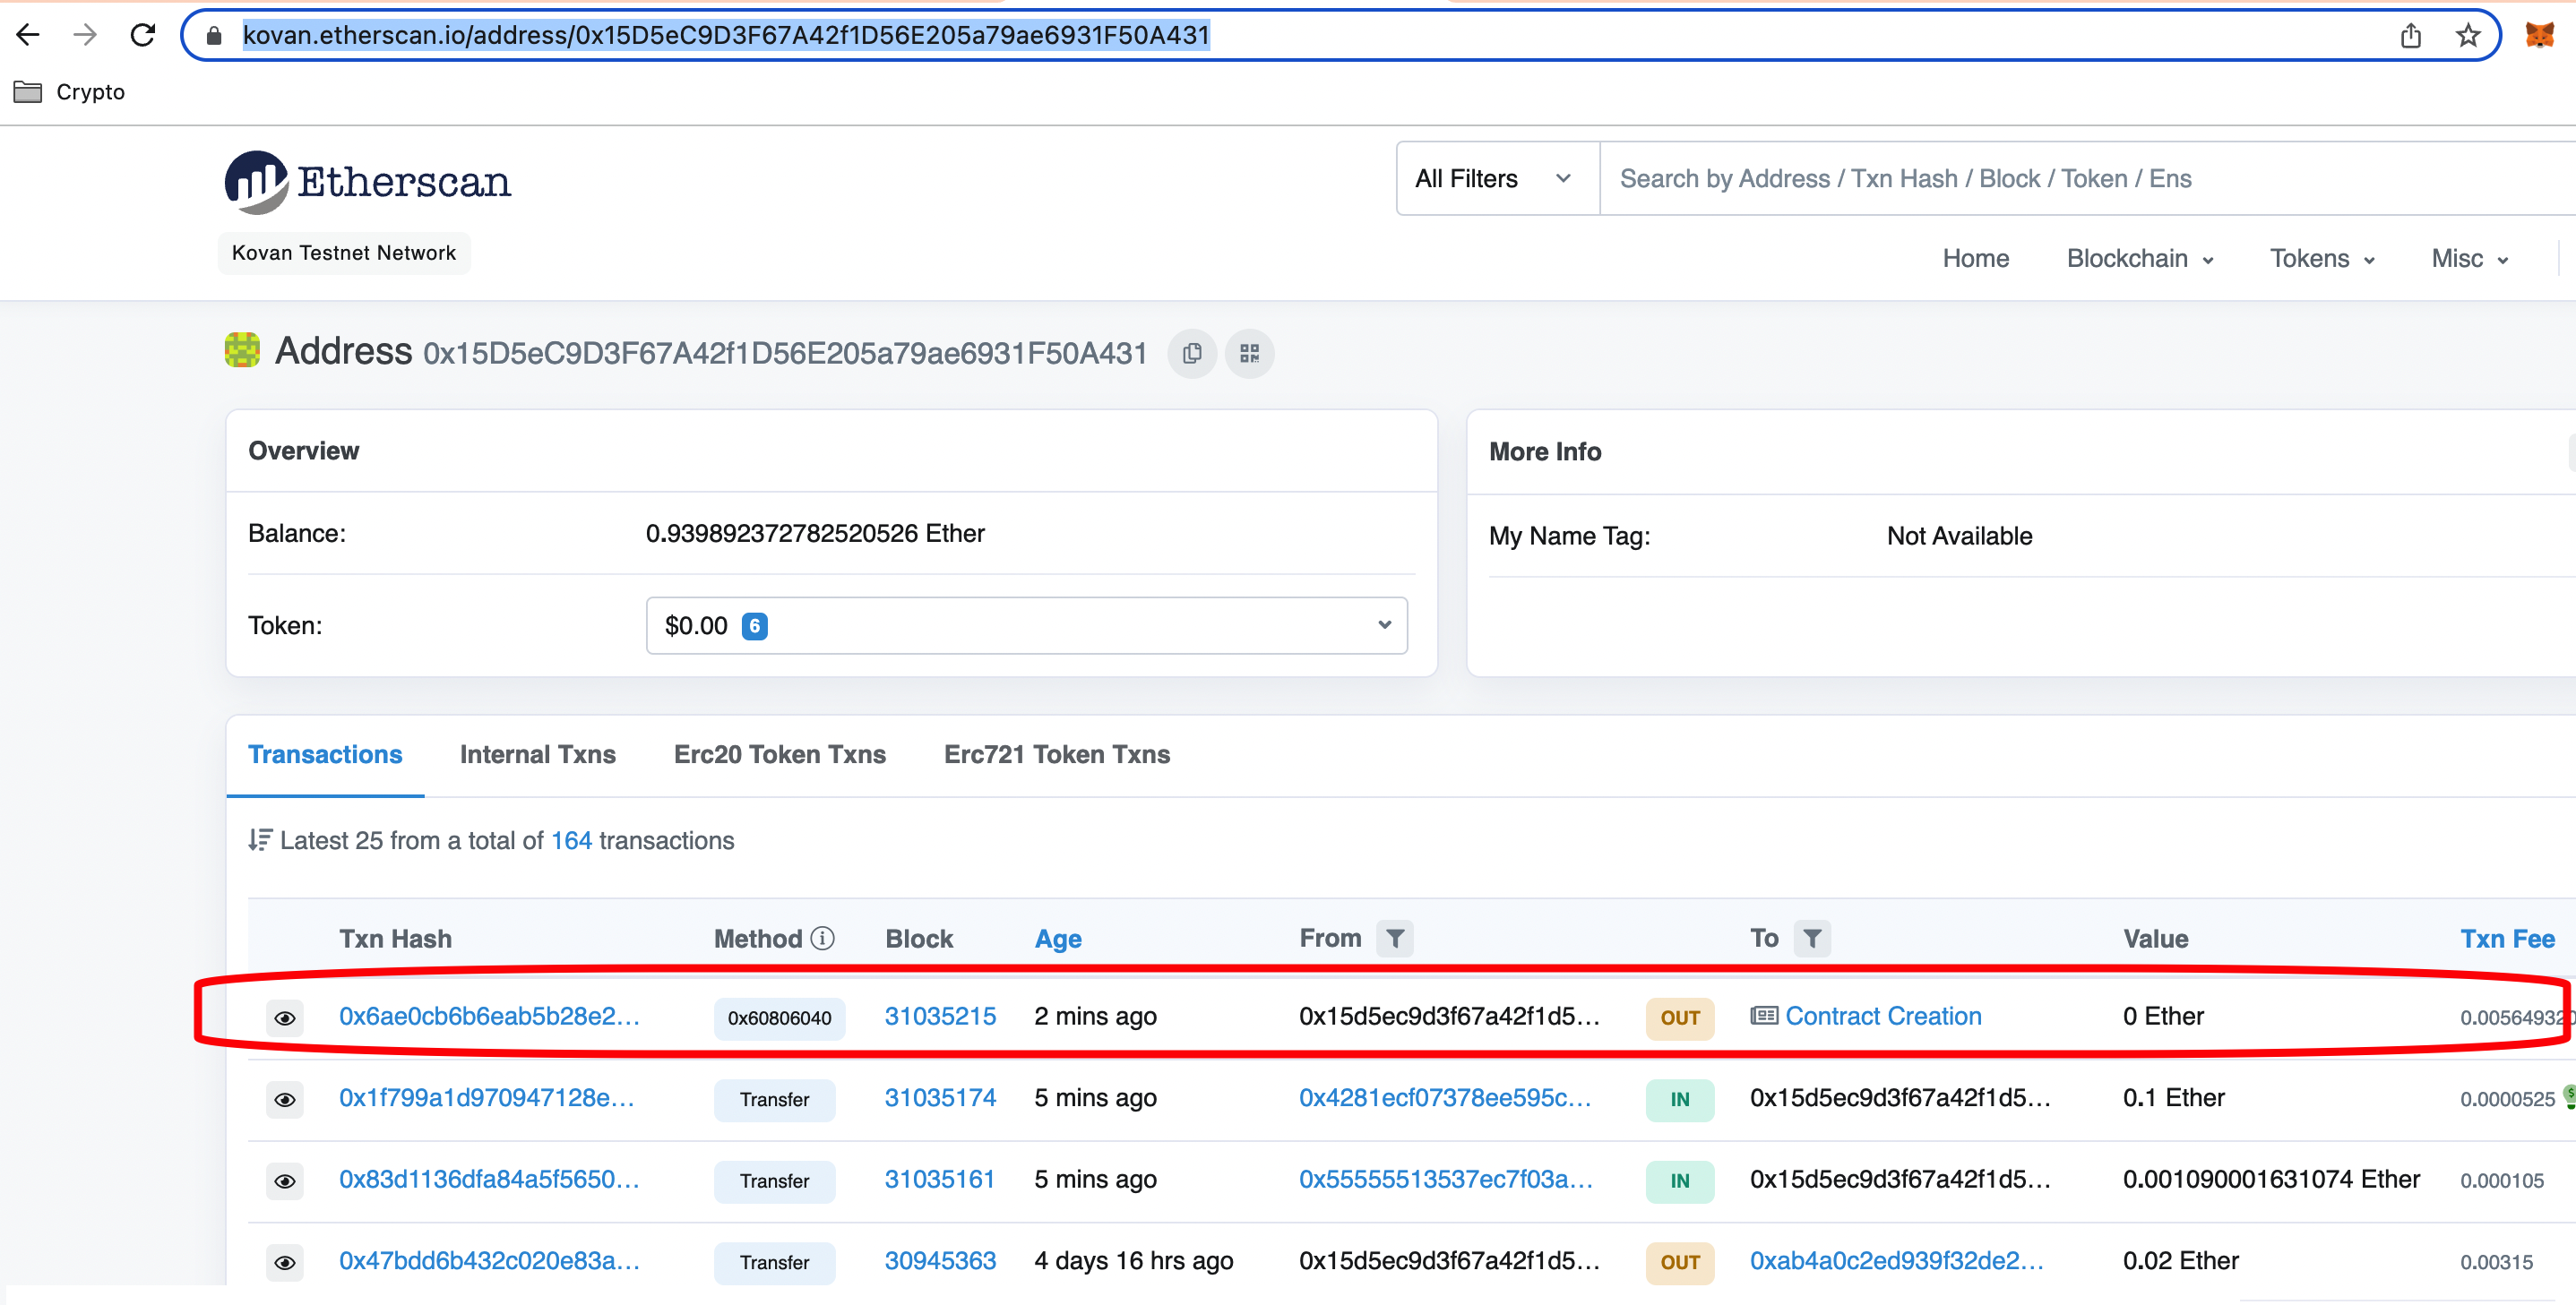 kovan.etherscan.io/address/0x15D5eC9D3F67A42f1D56E205a79ae6931F50A431
Crypto
Etherscan
All Filters Search by Address / Txn Hash / Block / Token / Ens
Kovan Testnet Network
Home Blockchain Tokens Misc
Address 0x15D5eC9D3F67A42f1D56E205a79ae6931F50A431
Overview
Balance: 0.939892372782520526 Ether
Token: $0.00 6
More Info
My Name Tag: Not Available
Transactions Internal Txns Erc20 Token Txns Erc721 Token Txns
Latest 25 from a total of 164 transactions
Txn Hash Method Block Age From To Value Txn Fee
0x6ae0cb6b6eab5b28e2... 0x60806040 31035215 2 mins ago 0x15d5ec9d3f67a42f1d5... OUT Contract Creation 0 Ether 0.00564932
0x1f799a1d970947128e... Transfer 31035174 5 mins ago 0x4281ecf07378ee595c... IN 0x15d5ec9d3f67a42f1d5... 0.1 Ether 0.0000525
0x83d1136dfa84a5f5650... Transfer 31035161 5 mins ago 0x55555513537ec7f03a... IN 0x15d5ec9d3f67a42f1d5... 0.001090001631074 Ether 0.000105
0x47bdd6b432c020e83a... Transfer 30945363 4 days 16 hrs ago 0x15d5ec9d3f67a42f1d5... OUT 0xab4a0c2ed939f32de2... 0.02 Ether 0.00315